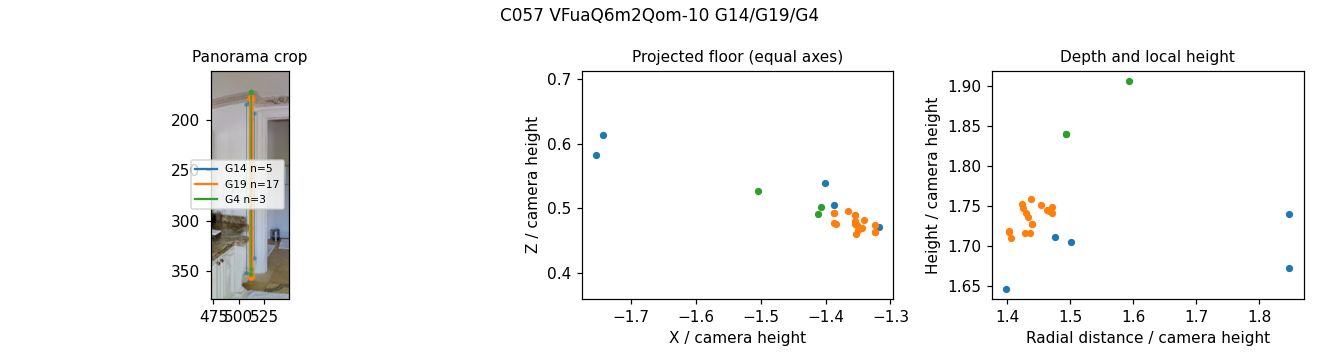 C057 VFuaQ6m2Qom-10 G14/G19/G4
Panorama crop
200
250
300
350
475
500
525
G14 n=5
G19 n=17
G4 n=3
Projected floor (equal axes)
Z / camera height
0.7
0.6
0.5
0.4
−1.7
−1.6
−1.5
−1.4
−1.3
X / camera height
Depth and local height
Height / camera height
1.90
1.85
1.80
1.75
1.70
1.65
1.4
1.5
1.6
1.7
1.8
Radial distance / camera height